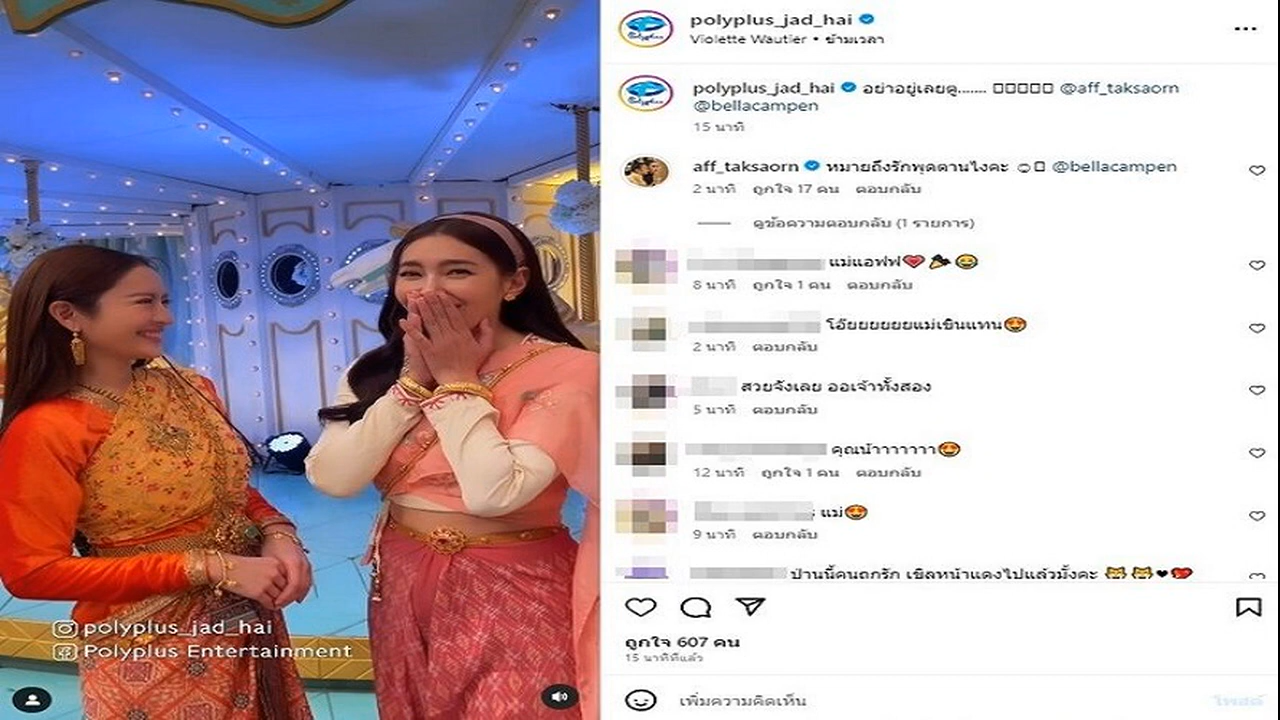 polyplus_jad_hai
Violette Wautier • ข้ามเวลา
polyplus_jad_hai อย่าอยู่เลยดู....... @aff_taksaorn
@bellacampen
15 นาที
aff_taksaorn หมายถึงรักพุดตานไงคะ @bellacampen
2 นาที ถูกใจ 17 คน ตอบกลับ
ดูข้อความตอบกลับ (1 รายการ)
แม่แอฟฟ💗🎉😂
8 นาที ถูกใจ 1 คน ตอบกลับ
โอ๊ยยยยยยแม่เขินแทน🤩
2 นาที ตอบกลับ
สวยจังเลย ออเจ้าทั้งสอง
5 นาที ตอบกลับ
คุณน้าาาาาาา🤩
12 นาที ถูกใจ 1 คน ตอบกลับ
แม่🤩
9 นาที ตอบกลับ
ป่านนี้คนถูกรัก เขิลหน้าแดงไปแล้วมั้งคะ
ถูกใจ 607 คน
15 นาทีที่แล้ว
เพิ่มความคิดเห็น
โพสต์
polyplus_jad_hai
Polyplus Entertainment